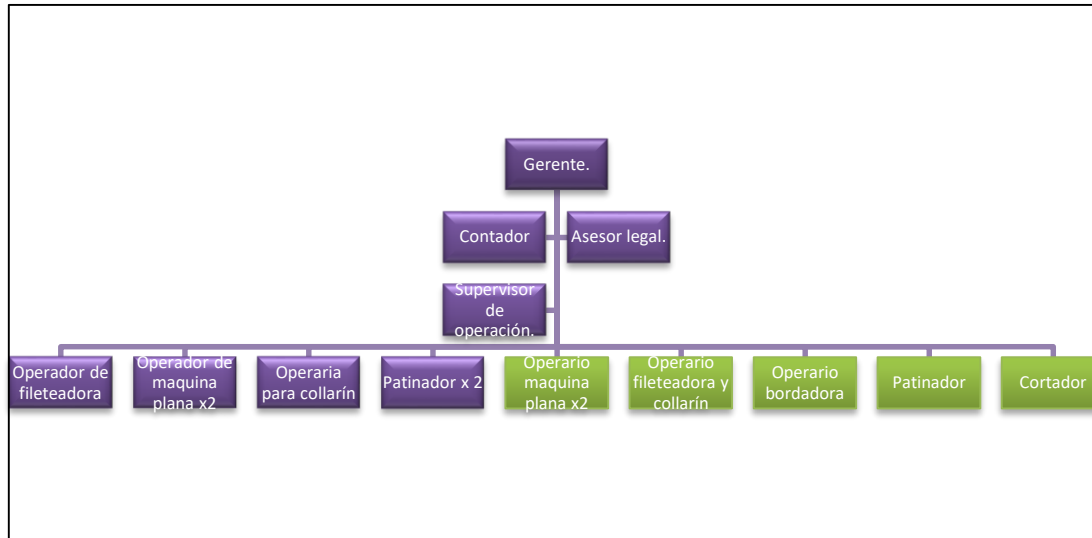 Gerente.
Contador
Asesor legal.
Supervisor
de
operación.
Operador de
fileteadora
Operador de
maquina
plana x2
Operaria
para collarín
Patinador x 2
Operario
maquina
plana x2
Operario
fileteadora y
collarín
Operario
bordadora
Patinador
Cortador